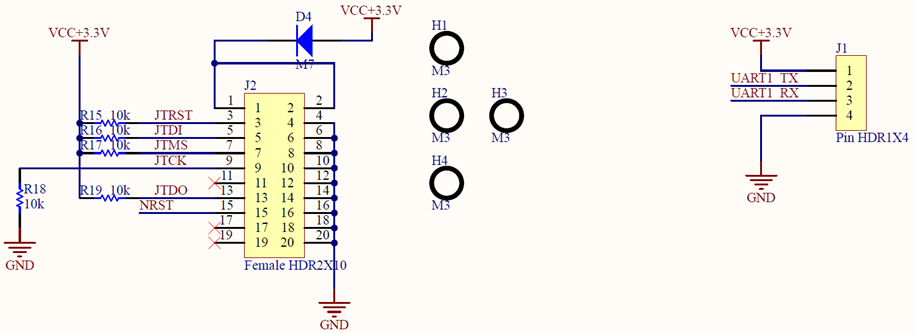 VCC+3.3V
D4
M7
VCC+3.3V
J2
1 1 2 2
R15 10k JTRST 3 3 4 4
R16 10k JTDI 5 5 6 6
R17 10k JTMS 7 7 8 8
JTCK 9 9 10 10
11 11 12 12
R19 10k JTDO 13 13 14 14
NRST 15 15 16 16
17 17 18 18
19 19 20 20
Female HDR2X10
R18
10k
GND
GND
H1
M3
H2
M3
H3
M3
H4
M3
VCC+3.3V
J1
1
UART1_TX 2
UART1_RX 3
4
Pin HDR1X4
GND